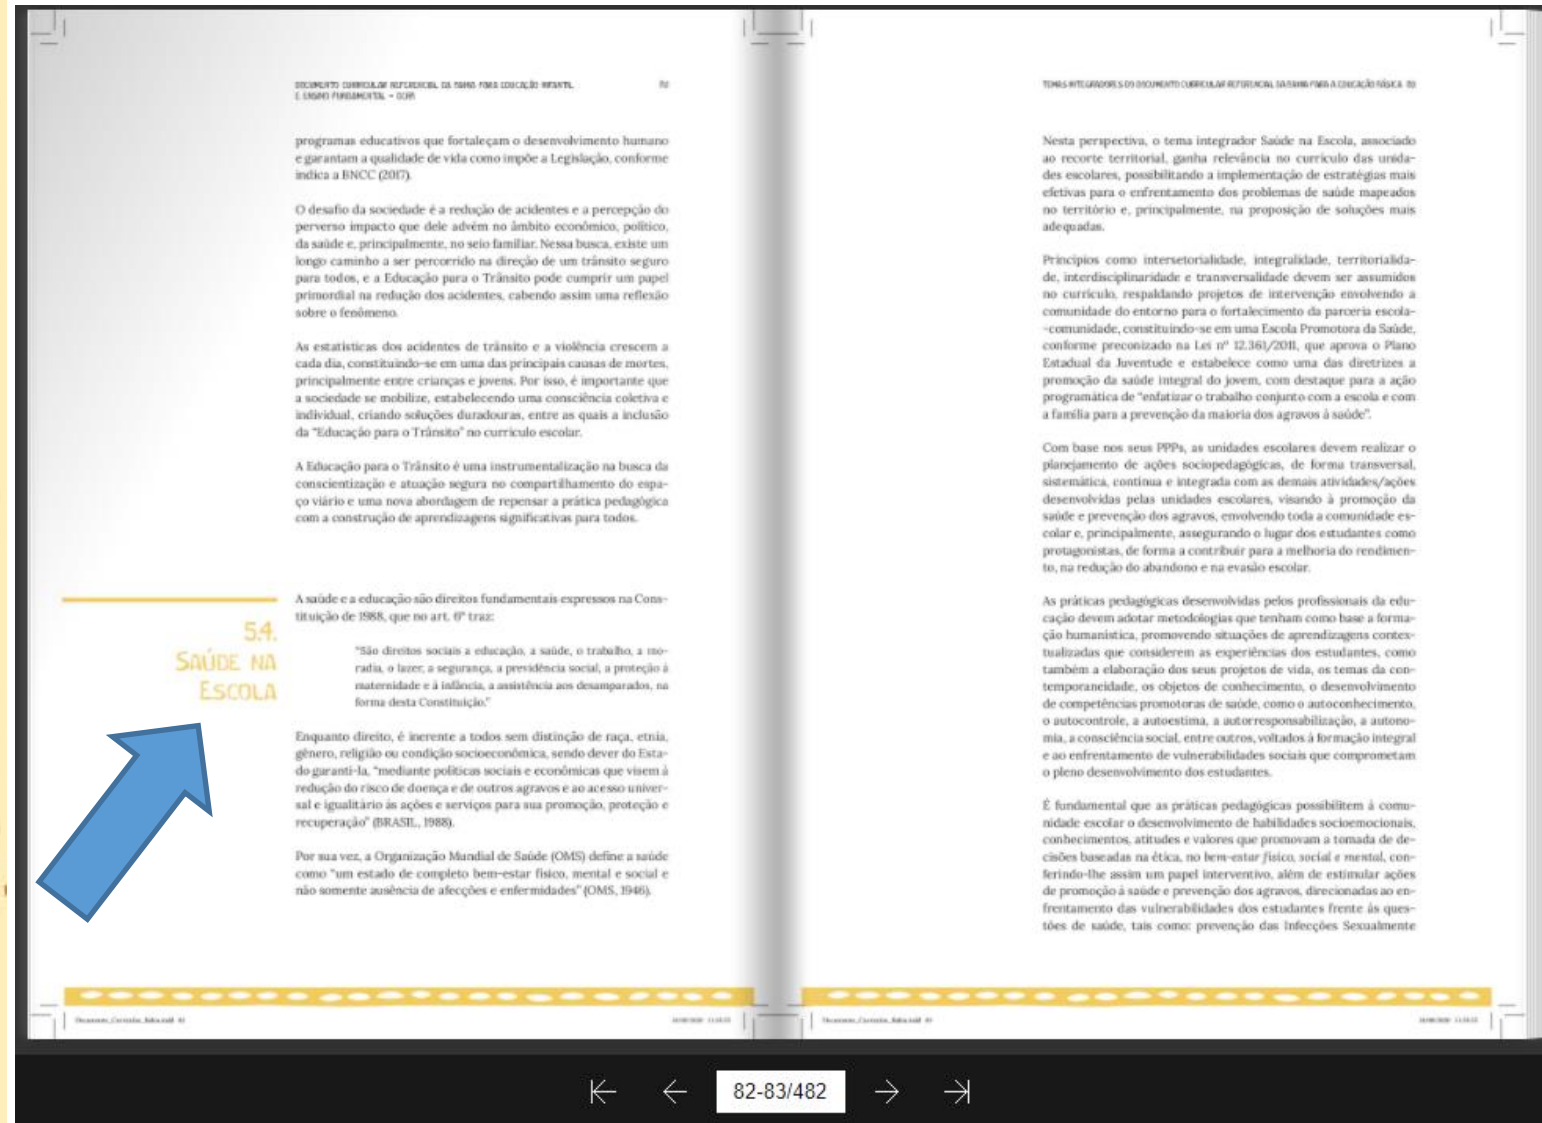 DOCUMENTO CURRICULAR REFERENCIAL DA BAHIA PARA EDUCAÇÃO INFANTIL
E ENSINO FUNDAMENTAL – DCRB
programas educativos que fortaleçam o desenvolvimento humano
e garantam a qualidade de vida como impõe a Legislação, conforme
indica a BNCC (2017).
O desafio da sociedade é a redução de acidentes e a percepção do
perverso impacto que dele advém no âmbito econômico, político,
da saúde e, principalmente, no seio familiar. Nessa busca, existe um
longo caminho a ser percorrido na direção de um trânsito seguro
para todos, e a Educação para o Trânsito pode cumprir um papel
primordial na redução dos acidentes, cabendo assim uma reflexão
sobre o fenômeno.
As estatísticas dos acidentes de trânsito e a violência crescem a
cada dia, constituindo-se em uma das principais causas de mortes,
principalmente entre crianças e jovens. Por isso, é importante que
a sociedade se mobilize, estabelecendo uma consciência coletiva e
individual, criando soluções duradouras, entre as quais a inclusão
da "Educação para o Trânsito" no currículo escolar.
A Educação para o Trânsito é uma instrumentalização na busca da
conscientização e atuação segura no compartilhamento do espa-
ço viário e uma nova abordagem de repensar a prática pedagógica
com a construção de aprendizagens significativas para todos.
5.4.
SAÚDE NA
ESCOLA
A saúde e a educação são direitos fundamentais expressos na Cons-
tituição de 1988, que no art. 6º traz:
"São direitos sociais a educação, a saúde, o trabalho, a mo-
radia, o lazer, a segurança, a previdência social, a proteção à
maternidade e à infância, a assistência aos desamparados, na
forma desta Constituição."
Enquanto direito, é inerente a todos sem distinção de raça, etnia,
gênero, religião ou condição socioeconômica, sendo dever do Esta-
do garanti-la, "mediante políticas sociais e econômicas que visem à
redução do risco de doença e de outros agravos e ao acesso univer-
sal e igualitário às ações e serviços para sua promoção, proteção e
recuperação" (BRASIL, 1988).
Por sua vez, a Organização Mundial de Saúde (OMS) define a saúde
como "um estado de completo bem-estar físico, mental e social e
não somente ausência de afecções e enfermidades" (OMS, 1946).
TEMAS INTEGRADORES DO DOCUMENTO CURRICULAR REFERENCIAL DA BAHIA PARA A EDUCAÇÃO BÁSICA 83
Nesta perspectiva, o tema integrador Saúde na Escola, associado
ao recorte territorial, ganha relevância no currículo das unida-
des escolares, possibilitando a implementação de estratégias mais
efetivas para o enfrentamento dos problemas de saúde mapeados
no território e, principalmente, na proposição de soluções mais
adequadas.
Princípios como intersetorialidade, integralidade, territorialida-
de, interdisciplinaridade e transversalidade devem ser assumidos
no currículo, respaldando projetos de intervenção envolvendo a
comunidade do entorno para o fortalecimento da parceria escola-
-comunidade, constituindo-se em uma Escola Promotora da Saúde,
conforme preconizado na Lei nº 12.361/2011, que aprova o Plano
Estadual da Juventude e estabelece como uma das diretrizes a
promoção da saúde integral do jovem, com destaque para a ação
programática de "enfatizar o trabalho conjunto com a escola e com
a família para a prevenção da maioria dos agravos à saúde".
Com base nos seus PPPs, as unidades escolares devem realizar o
planejamento de ações sociopedagógicas, de forma transversal,
sistemática, contínua e integrada com as demais atividades/ações
desenvolvidas pelas unidades escolares, visando à promoção da
saúde e prevenção dos agravos, envolvendo toda a comunidade es-
colar e, principalmente, assegurando o lugar dos estudantes como
protagonistas, de forma a contribuir para a melhoria do rendimen-
to, na redução do abandono e na evasão escolar.
As práticas pedagógicas desenvolvidas pelos profissionais da edu-
cação devem adotar metodologias que tenham como base a forma-
ção humanística, promovendo situações de aprendizagens contex-
tualizadas que considerem as experiências dos estudantes, como
também a elaboração dos seus projetos de vida, os temas da con-
temporaneidade, os objetos de conhecimento, o desenvolvimento
de competências promotoras de saúde, como o autoconhecimento,
o autocontrole, a autoestima, a autorresponsabilização, a autono-
mia, a consciência social, entre outros, voltados à formação integral
e ao enfrentamento de vulnerabilidades sociais que comprometam
o pleno desenvolvimento dos estudantes.
É fundamental que as práticas pedagógicas possibilitem à comu-
nidade escolar o desenvolvimento de habilidades socioemocionais,
conhecimentos, atitudes e valores que promovam a tomada de de-
cisões baseadas na ética, no bem-estar físico, social e mental, con-
ferindo-lhe assim um papel interventivo, além de estimular ações
de promoção à saúde e prevenção dos agravos, direcionadas ao en-
frentamento das vulnerabilidades dos estudantes frente às ques-
tões de saúde, tais como: prevenção das Infecções Sexualmente
82-83/482